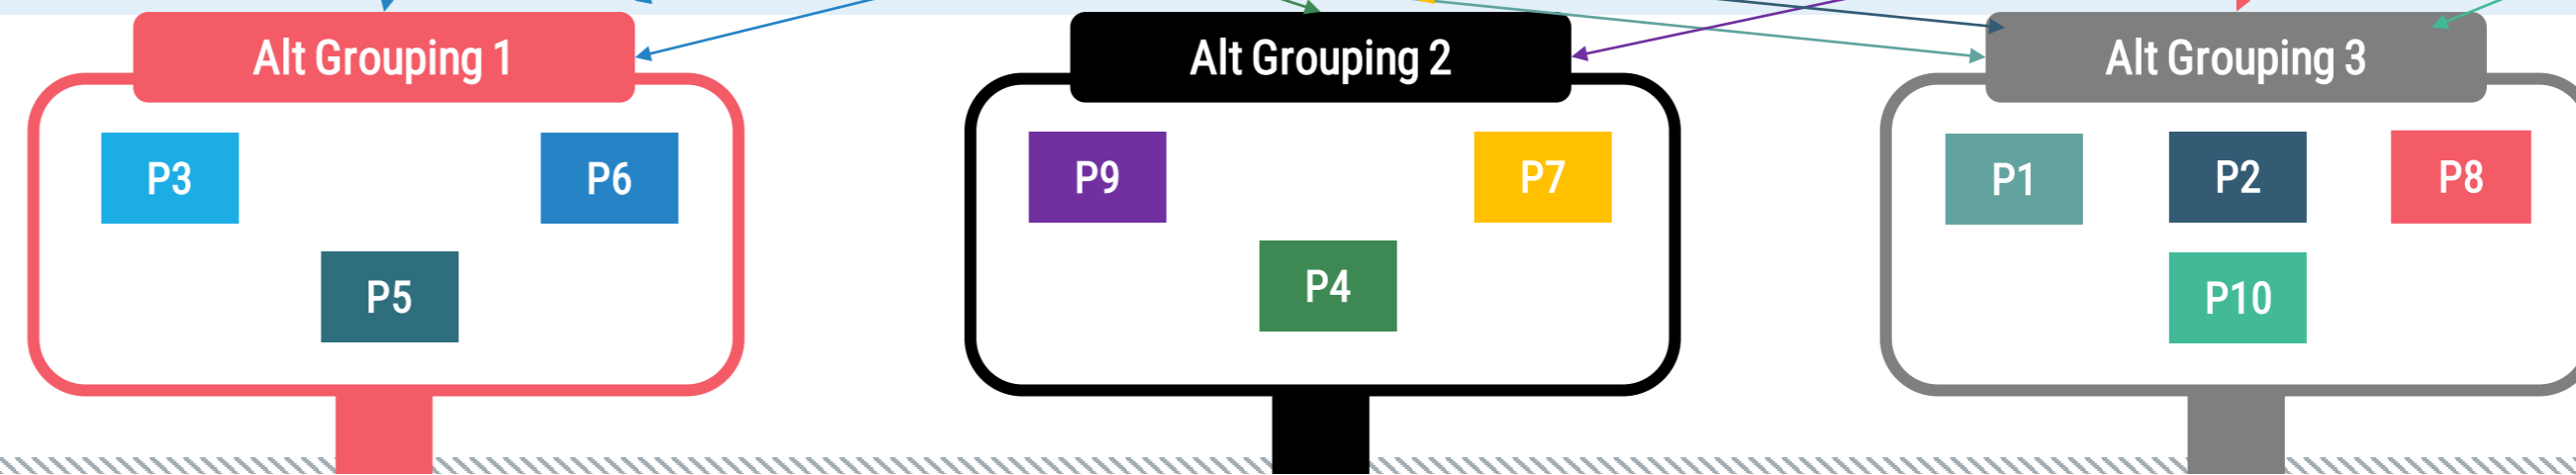 Alt Grouping 1
P3
P6
P5
Alt Grouping 2
P9
P7
P4
Alt Grouping 3
P1
P2
P8
P10